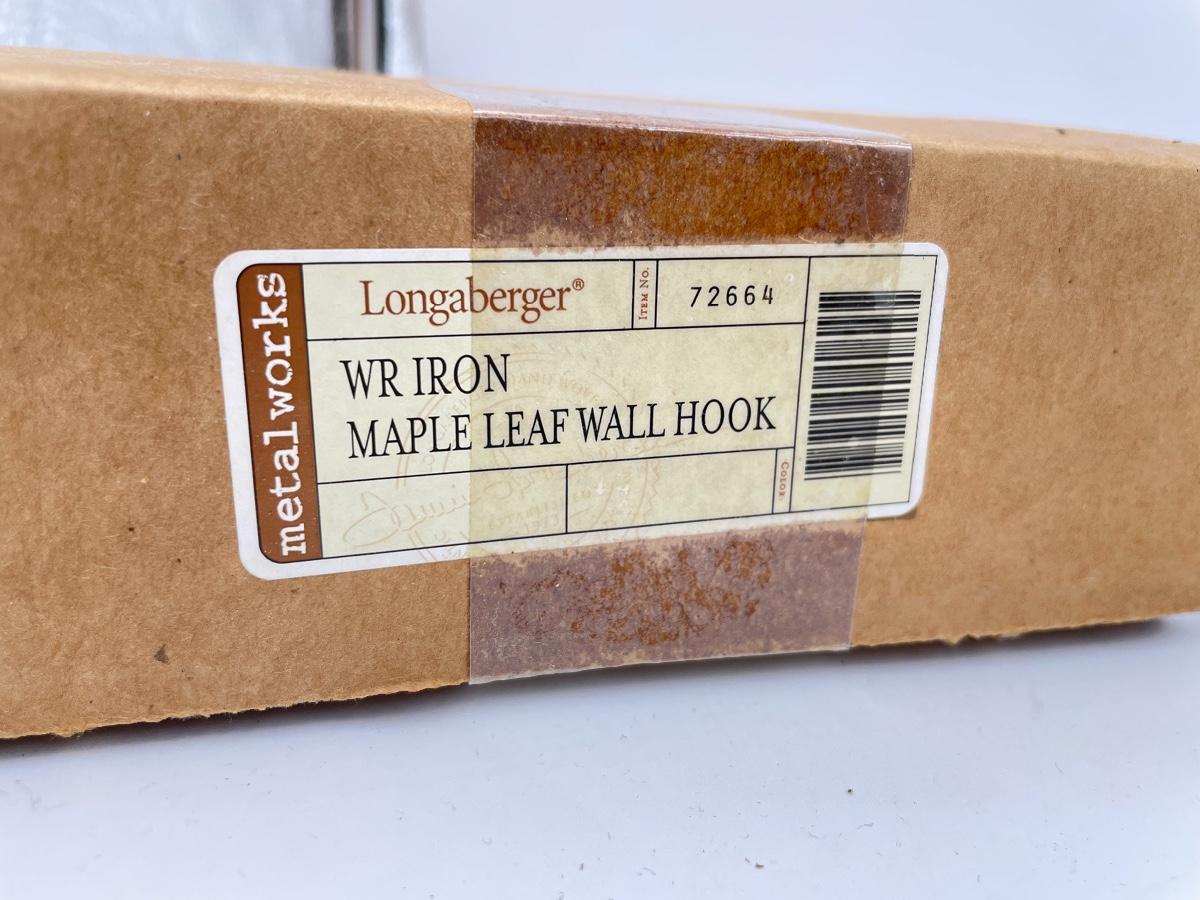 metalworks
Longaberger®
ITEM NO.
72664
WR IRON
MAPLE LEAF WALL HOOK
COLOR: